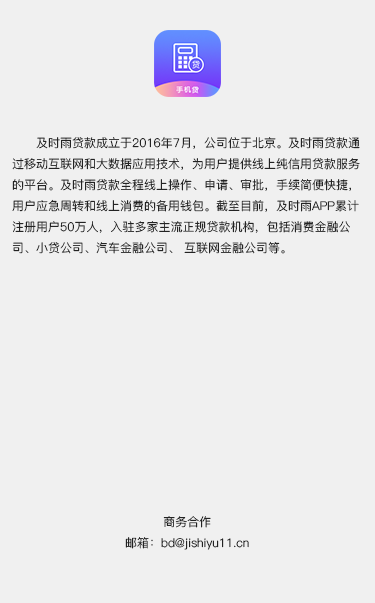 贷
手机贷
及时雨贷款成立于2016年7月，公司位于北京。及时雨贷款通
过移动互联网和大数据应用技术，为用户提供线上纯信用贷款服务
的平台。及时雨贷款全程线上操作、申请、审批，手续简便快捷，
用户应急周转和线上消费的备用钱包。截至目前，及时雨APP累计
注册用户50万人，入驻多家主流正规贷款机构，包括消费金融公
司、小贷公司、汽车金融公司、 互联网金融公司等。
商务合作
邮箱：bd@jishiyu11.cn